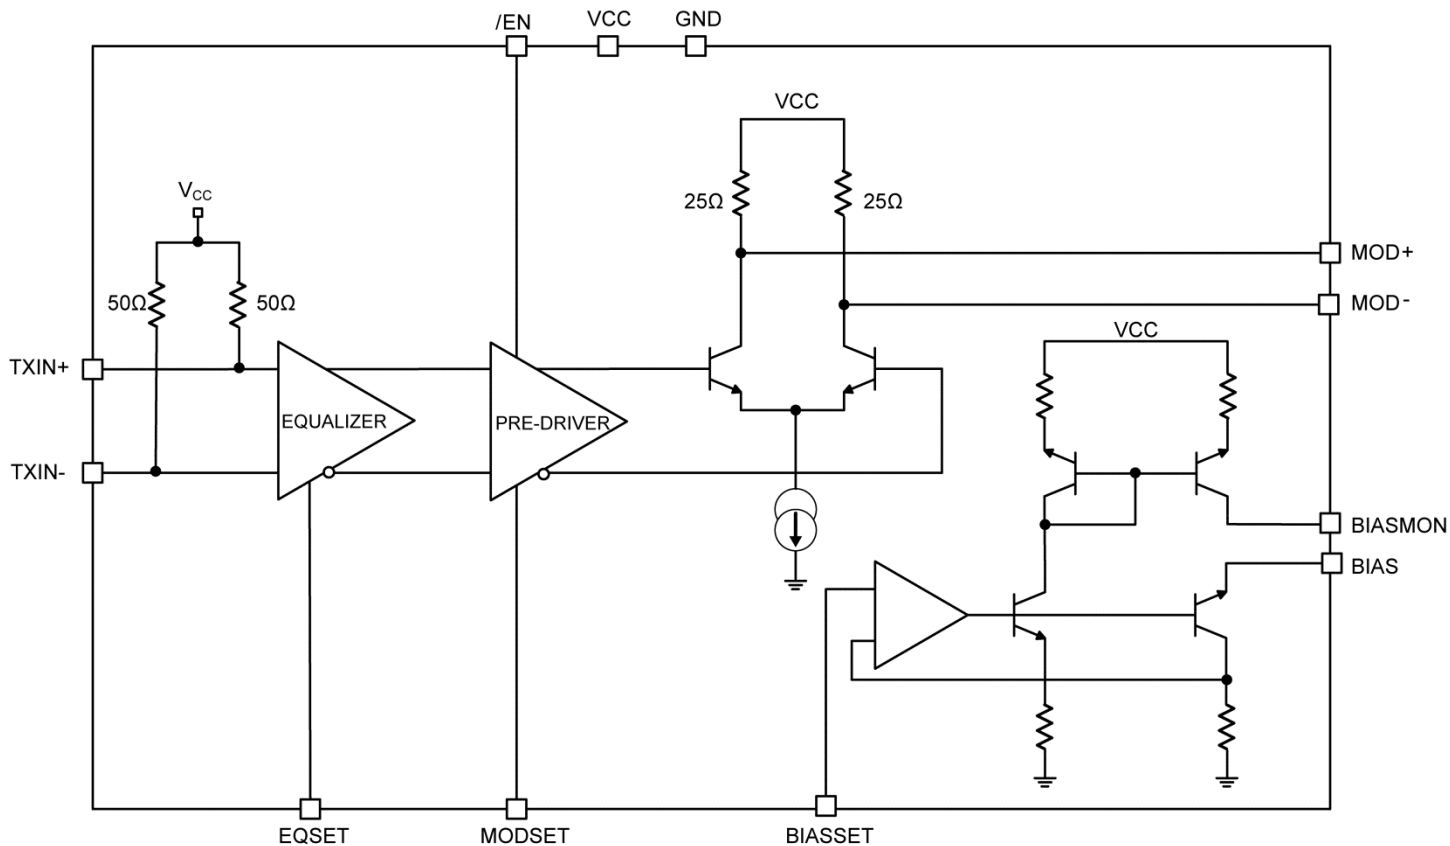 /EN
VCC
GND
VCC
VCC
25Ω
25Ω
MOD+
50Ω
50Ω
MOD-
VCC
TXIN+
EQUALIZER
PRE-DRIVER
TXIN-
BIASMON
BIAS
EQSET
MODSET
BIASSET